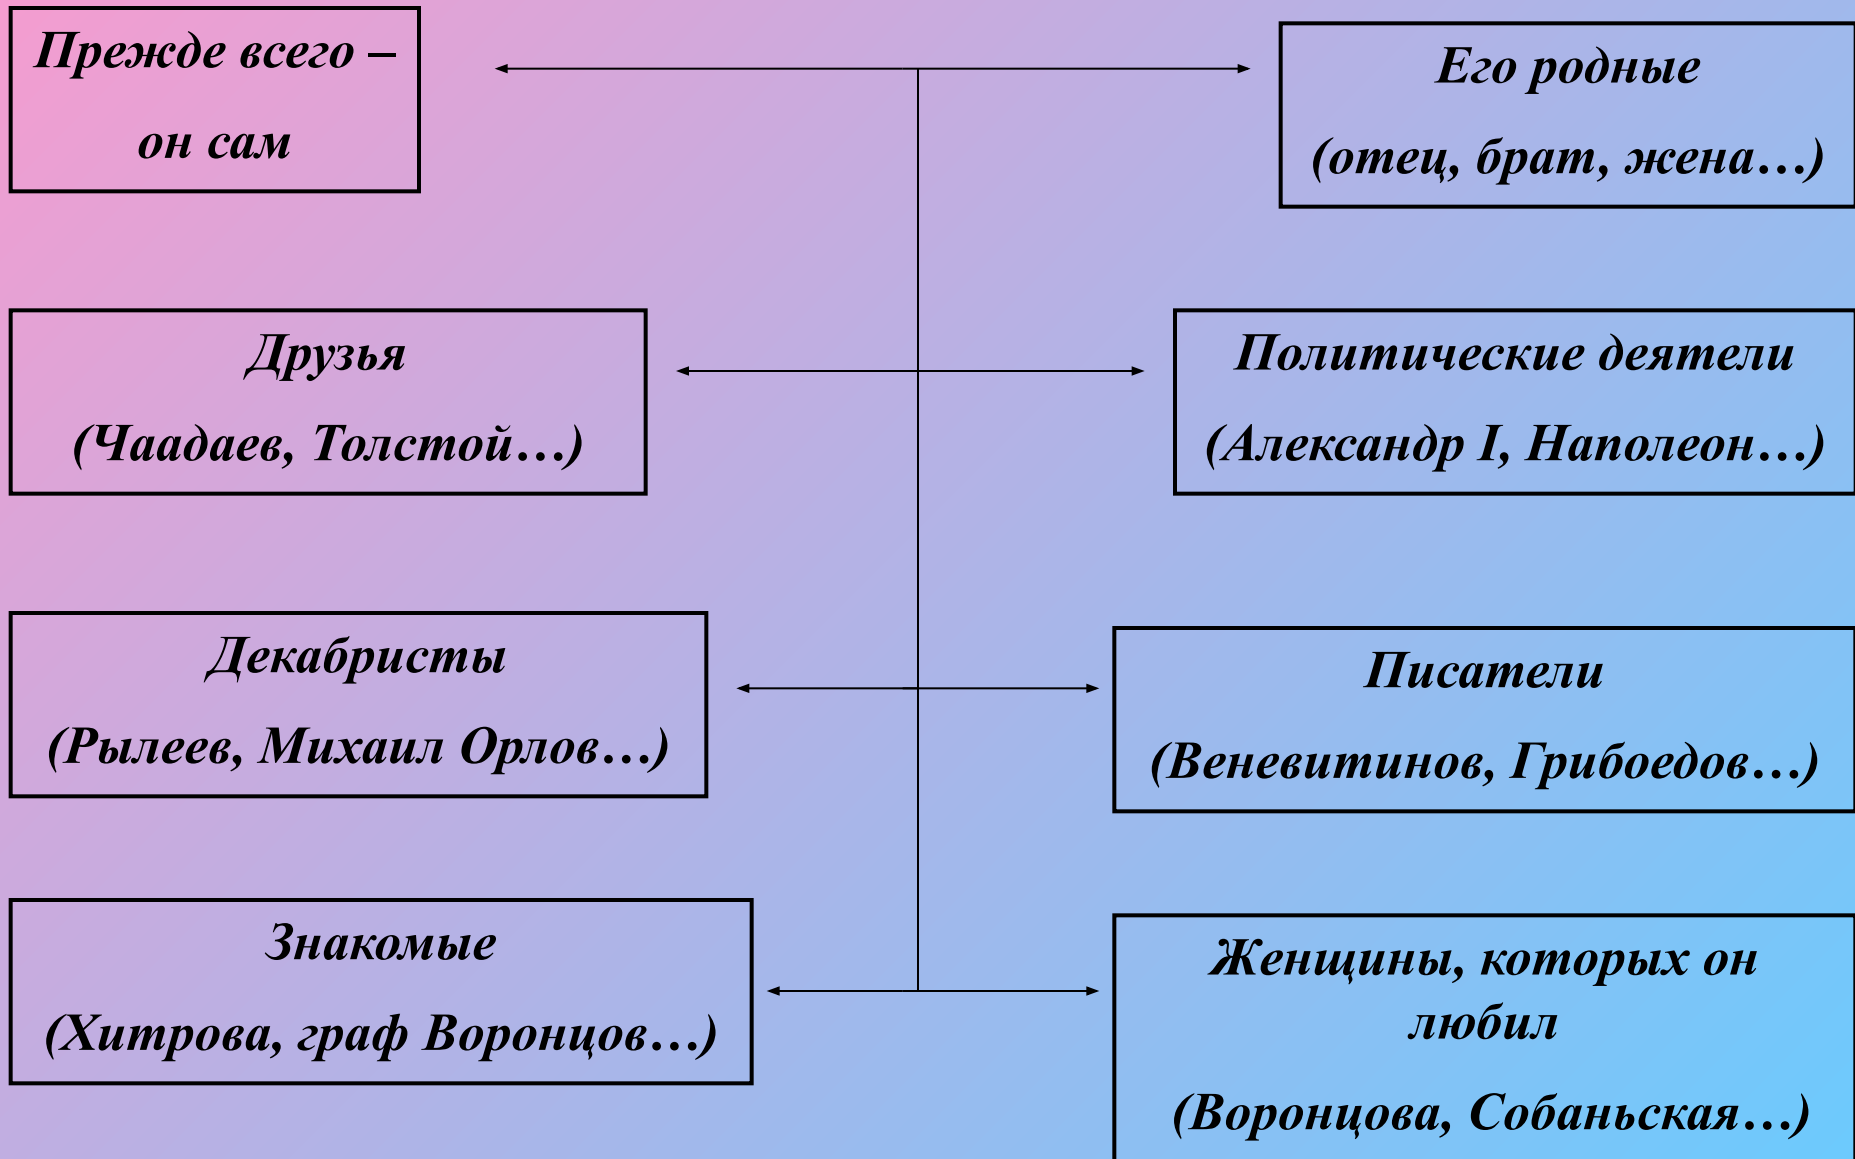 Прежде всего –
он сам
Его родные
(отец, брат, жена…)
Друзья
(Чаадаев, Толстой…)
Политические деятели
(Александр I, Наполеон…)
Декабристы
(Рылеев, Михаил Орлов…)
Писатели
(Веневитинов, Грибоедов…)
Знакомые
(Хитрова, граф Воронцов…)
Женщины, которых он
любил
(Воронцова, Собаньская…)